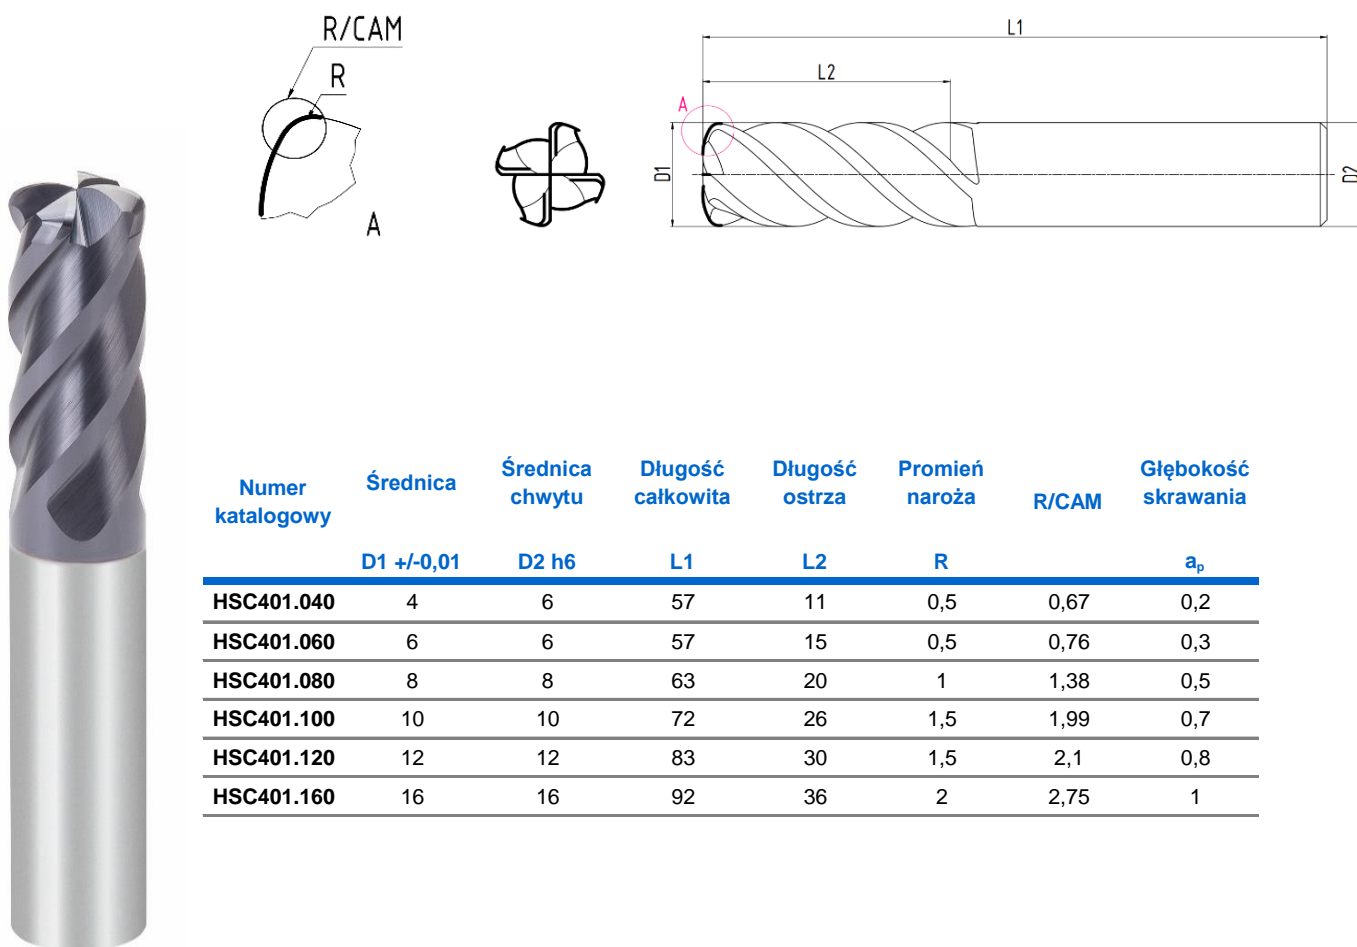 R/CAM
R
A
L1
L2
A
D1
D2
Numer katalogowy Średnica Średnica chwytu Długość całkowita Długość ostrza Promień naroża R/CAM Głębokość skrawania
D1 +/-0,01 D2 h6 L1 L2 R aₚ
HSC401.040 4 6 57 11 0,5 0,67 0,2
HSC401.060 6 6 57 15 0,5 0,76 0,3
HSC401.080 8 8 63 20 1 1,38 0,5
HSC401.100 10 10 72 26 1,5 1,99 0,7
HSC401.120 12 12 83 30 1,5 2,1 0,8
HSC401.160 16 16 92 36 2 2,75 1